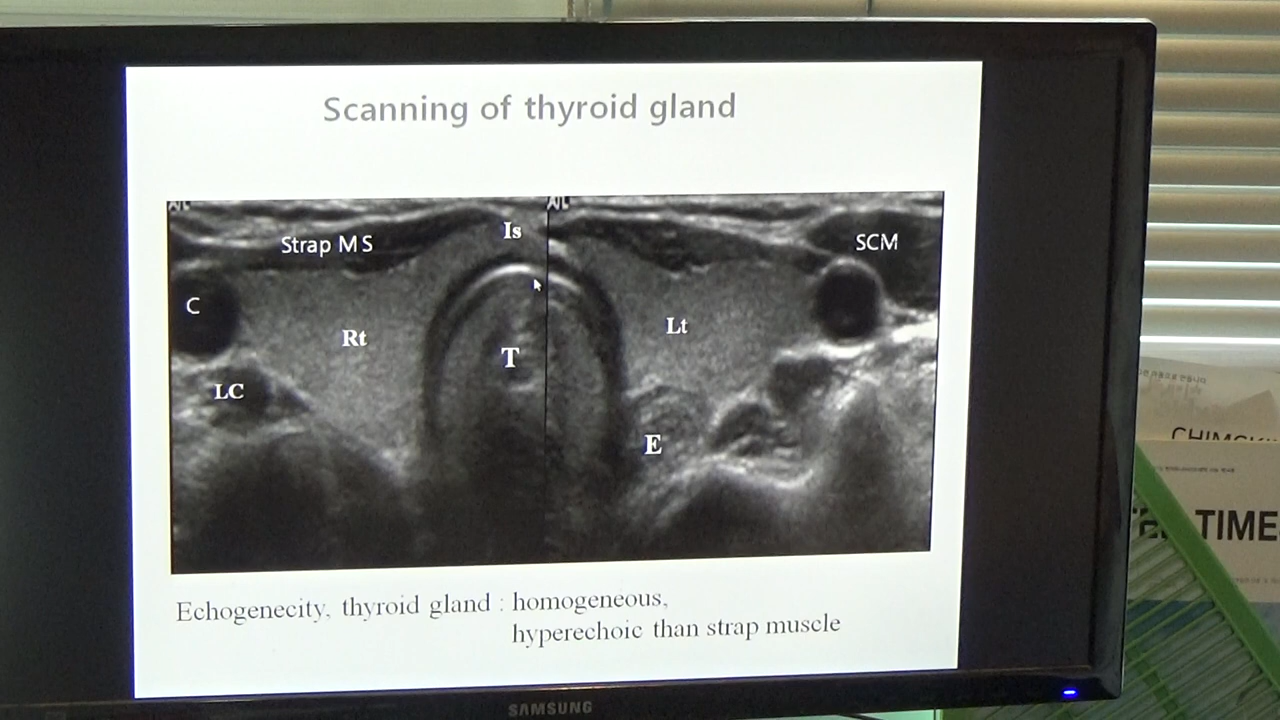 Scanning of thyroid gland
Is
Strap MS
SCM
C
Rt
Lt
T
LC
E
Echogenecity, thyroid gland : homogeneous,
hyperechoic than strap muscle
SAMSUNG
TIME